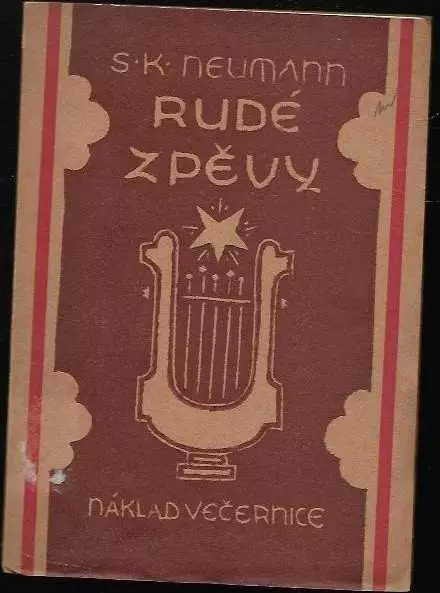 S·K· NEUMANN
RUDÉ
ZPĚVY
NÁKLAD VEČERNICE